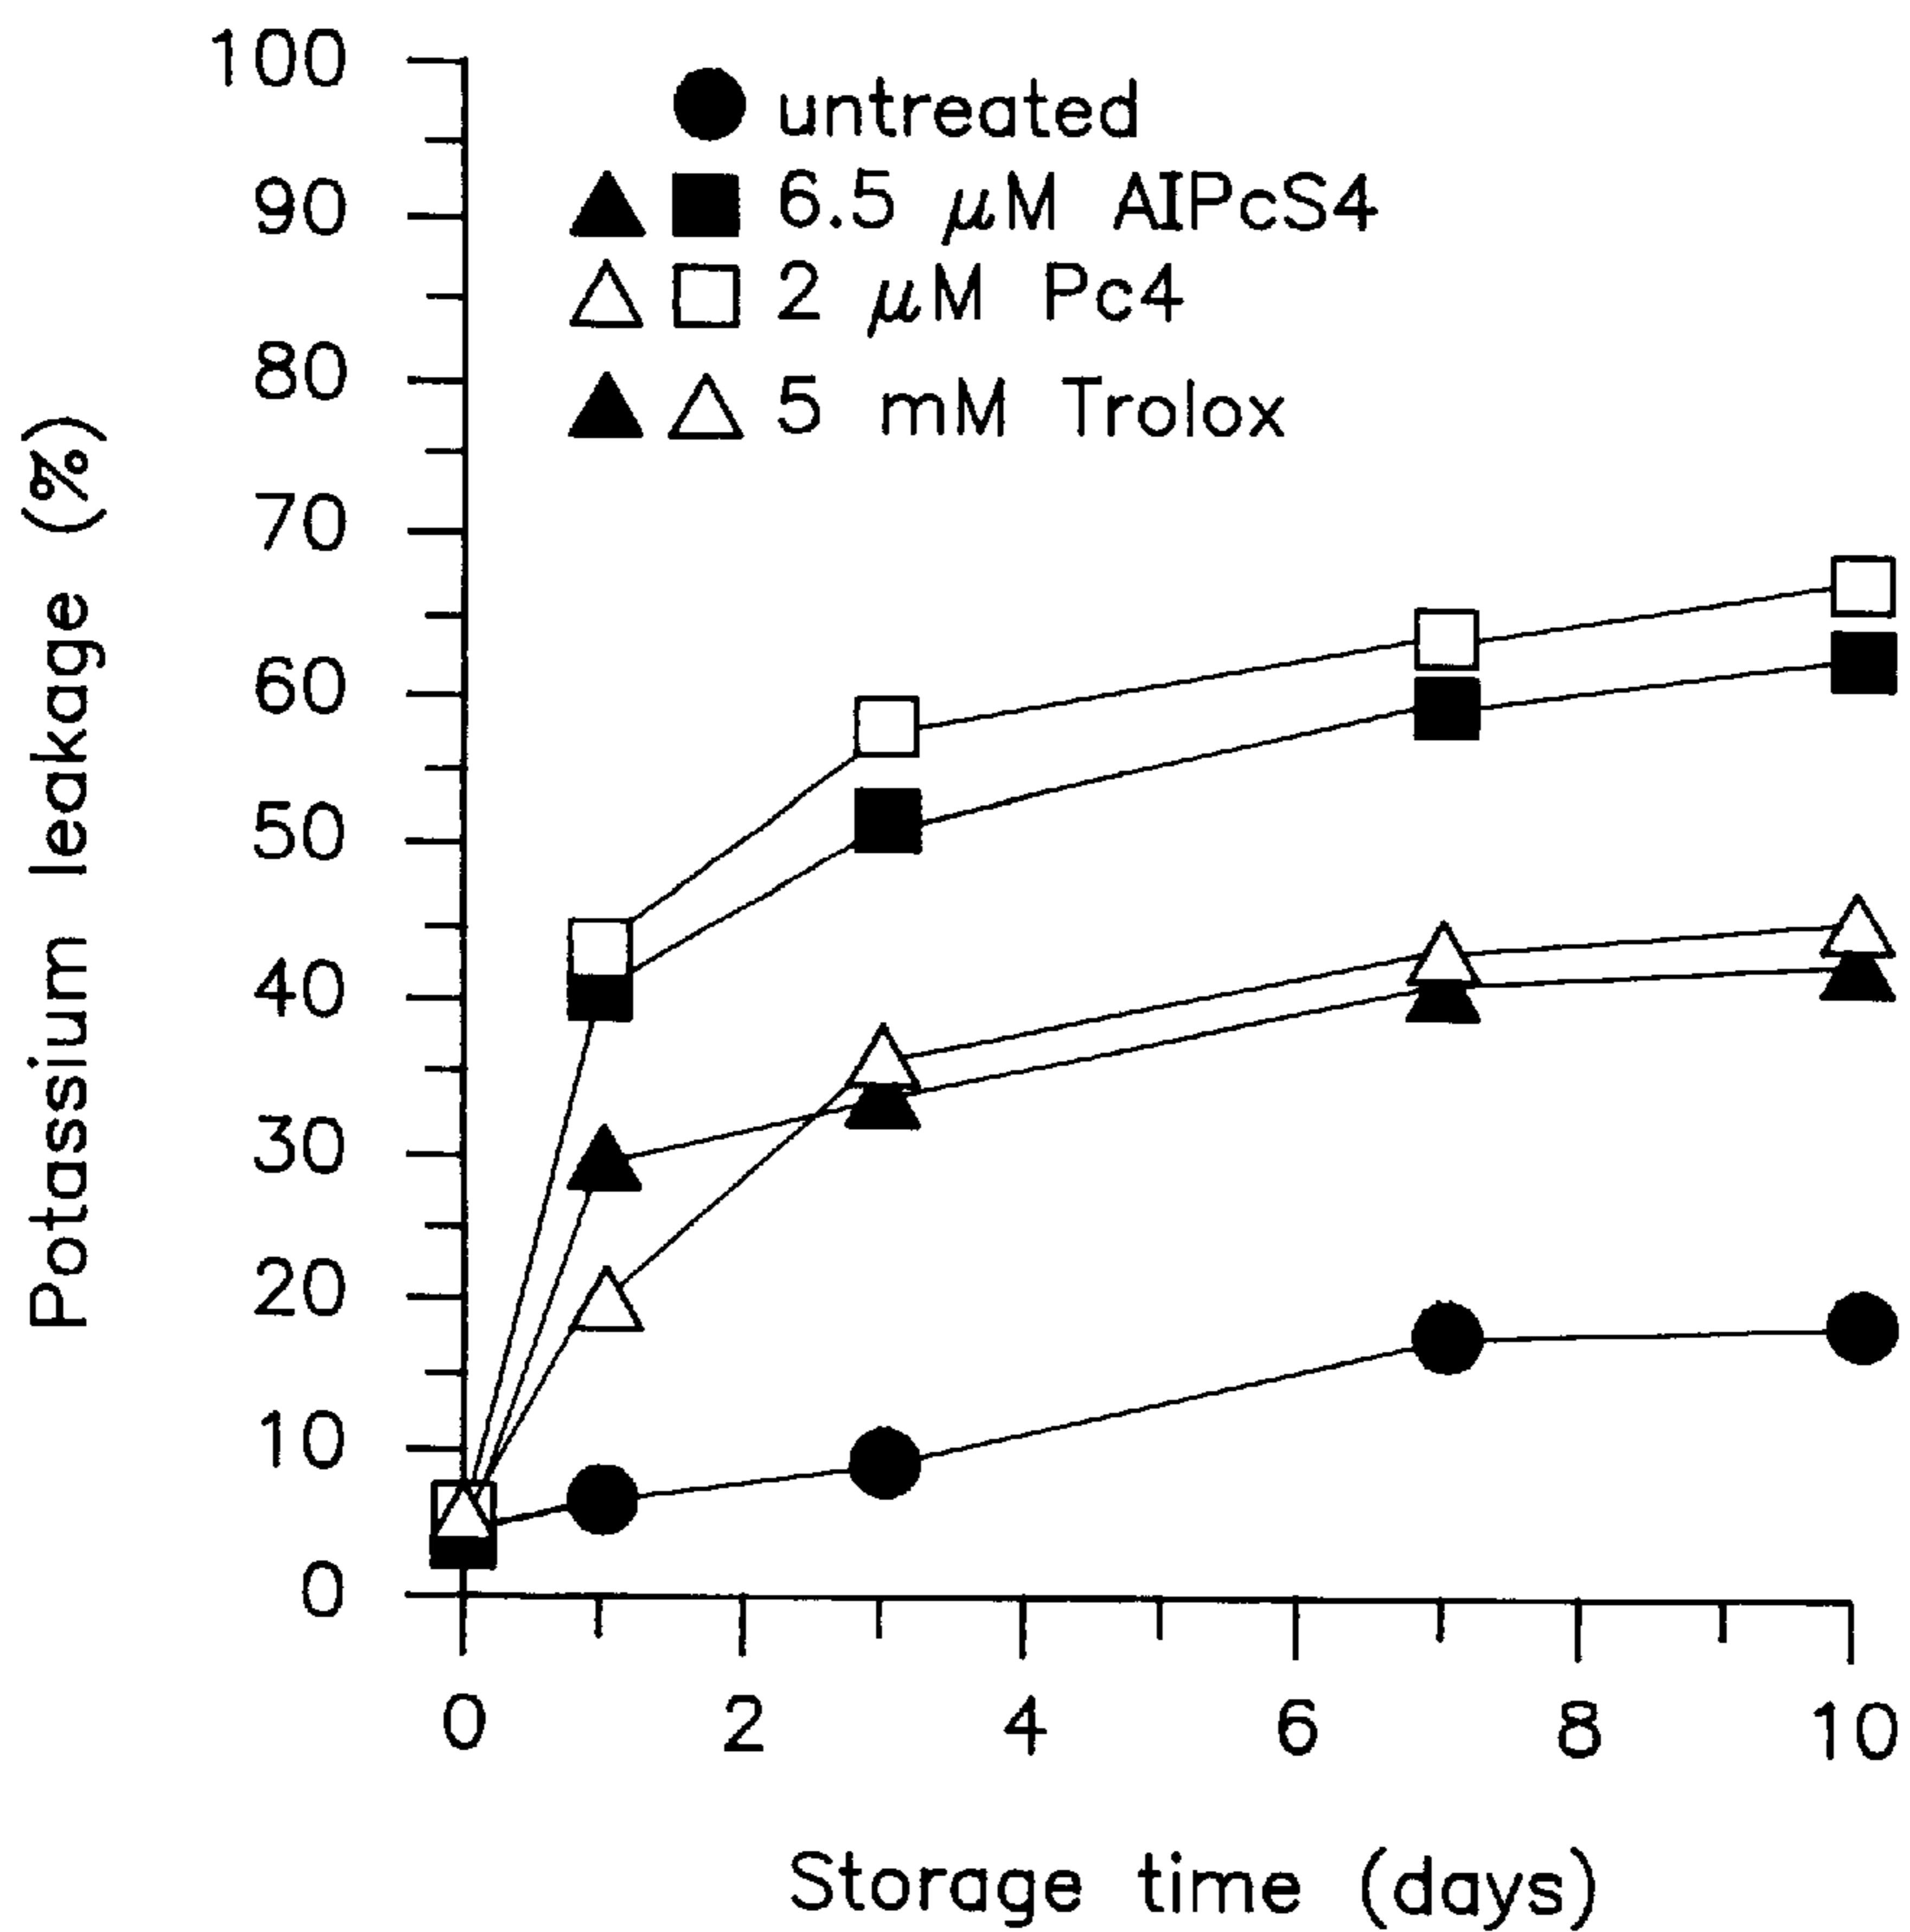 100
90
80
70
60
50
40
30
20
10
0
Potassium leakage (%)
untreated
6.5 μM AIPcS4
2 μM Pc4
5 mM Trolox
0 2 4 6 8 10
Storage time (days)